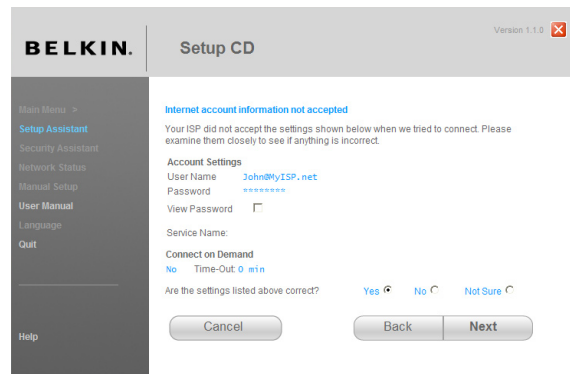 Version 1.1.0
BELKIN.
Setup CD
Main Menu >
Setup Assistant
Security Assistant
Network Status
Manual Setup
User Manual
Language
Quit
Help
Internet account information not accepted
Your ISP did not accept the settings shown below when we tried to connect. Please
examine them closely to see if anything is incorrect.
Account Settings
User Name John@MyISP.net
Password ********
View Password
Service Name:
Connect on Demand
No Time-Out: 0 min
Are the settings listed above correct? Yes No Not Sure
Cancel Back Next